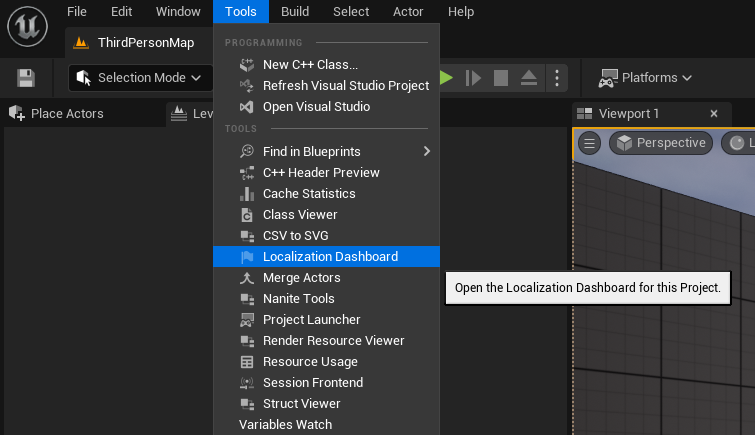 File Edit Window Tools Build Select Actor Help
ThirdPersonMap
Selection Mode
Platforms
Place Actors
Lev
Viewport 1
Perspective
L
PROGRAMMING
New C++ Class...
Refresh Visual Studio Project
Open Visual Studio
TOOLS
Find in Blueprints
C++ Header Preview
Cache Statistics
Class Viewer
CSV to SVG
Localization Dashboard
Open the Localization Dashboard for this Project.
Merge Actors
Nanite Tools
Project Launcher
Render Resource Viewer
Resource Usage
Session Frontend
Struct Viewer
Variables Watch